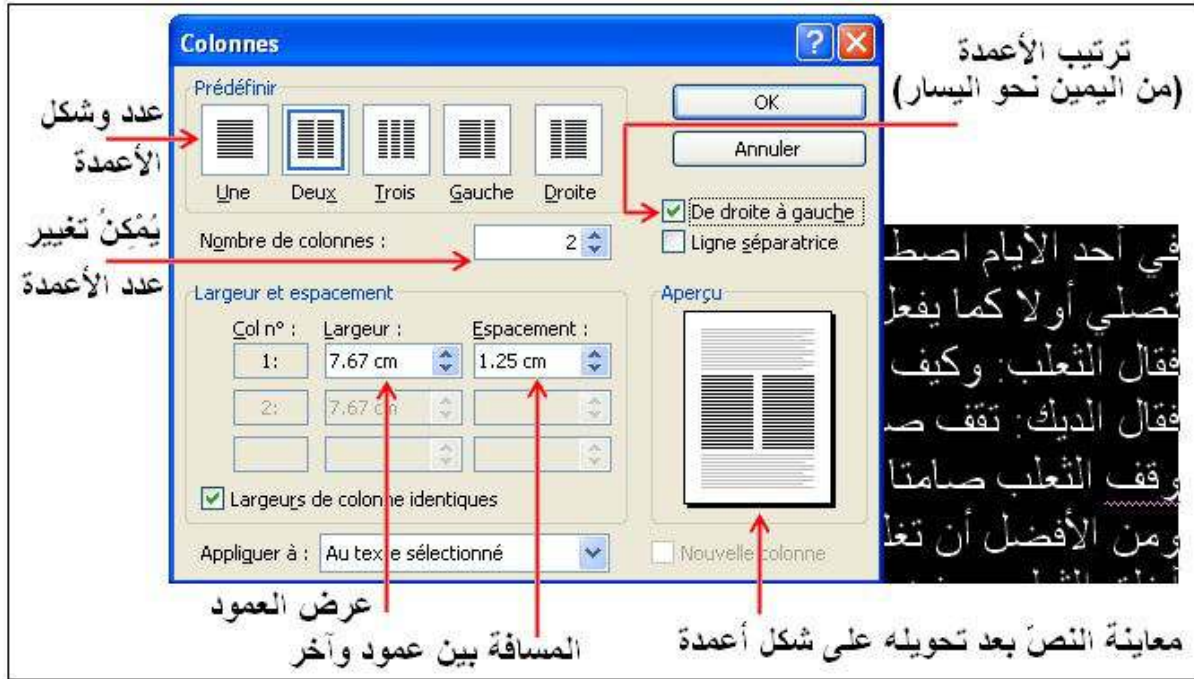 Colonnes
ترتيب الأعمدة
(من اليمين نحو اليسار)
Prédéfinir
OK
عدد وشكل
الأعمدة
Annuler
Une Deux Trois Gauche Droite
De droite à gauche
يُمْكِنُ تغيير
عدد الأعمدة
Nombre de colonnes : 2
Ligne séparatrice
في أحد الأيام اصط
تصلي أولا كما يفعل
فقال الثعلب: وكيف
فقال الديك: تقف صـ
وقف الثعلب صامتا
ومن الأفضل أن تغل
Largeur et espacement
Aperçu
Col n° : Largeur : Espacement :
1: 7.67 cm 1.25 cm
2: 7.67 cm
Largeurs de colonne identiques
Appliquer à : Au texte sélectionné
Nouvelle colonne
عرض العمود
المسافة بين عمود وآخر
معاينة النصّ بعد تحويله على شكل أعمدة